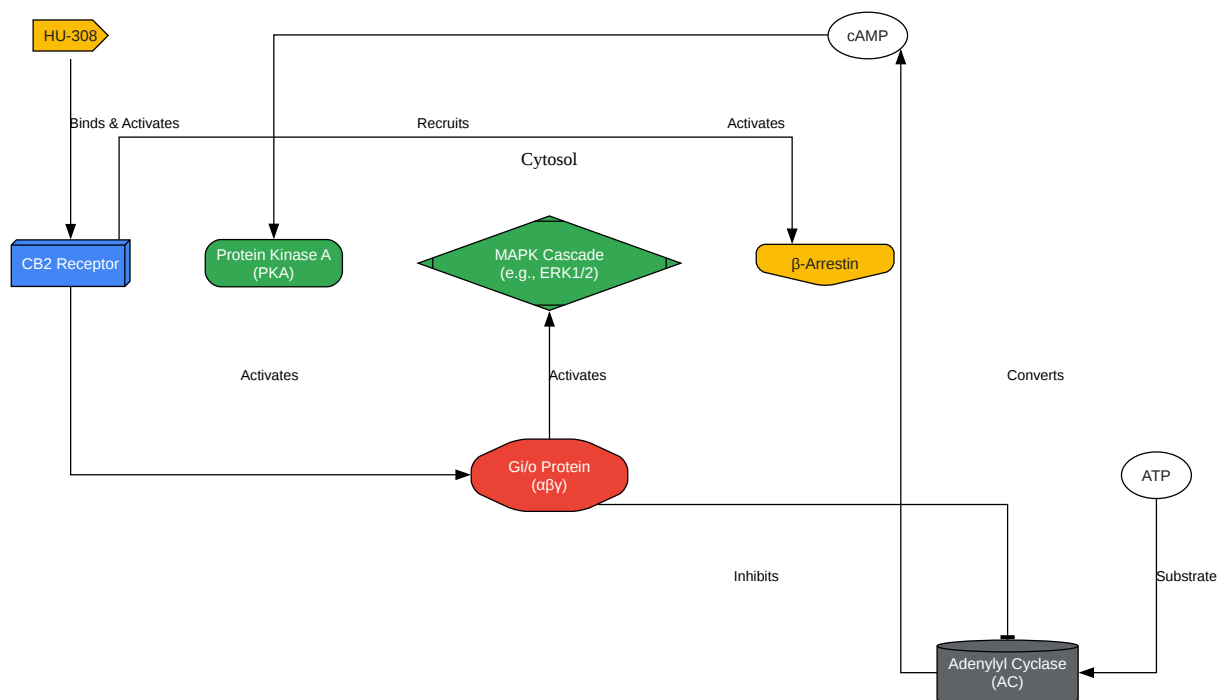 HU-308
cAMP
Binds & Activates
Recruits
Activates
Cytosol
CB2 Receptor
Protein Kinase A
(PKA)
MAPK Cascade
(e.g., ERK1/2)
β-Arrestin
Activates
Activates
Converts
Gi/o Protein
(αβγ)
ATP
Inhibits
Substrate
Adenylyl Cyclase
(AC)